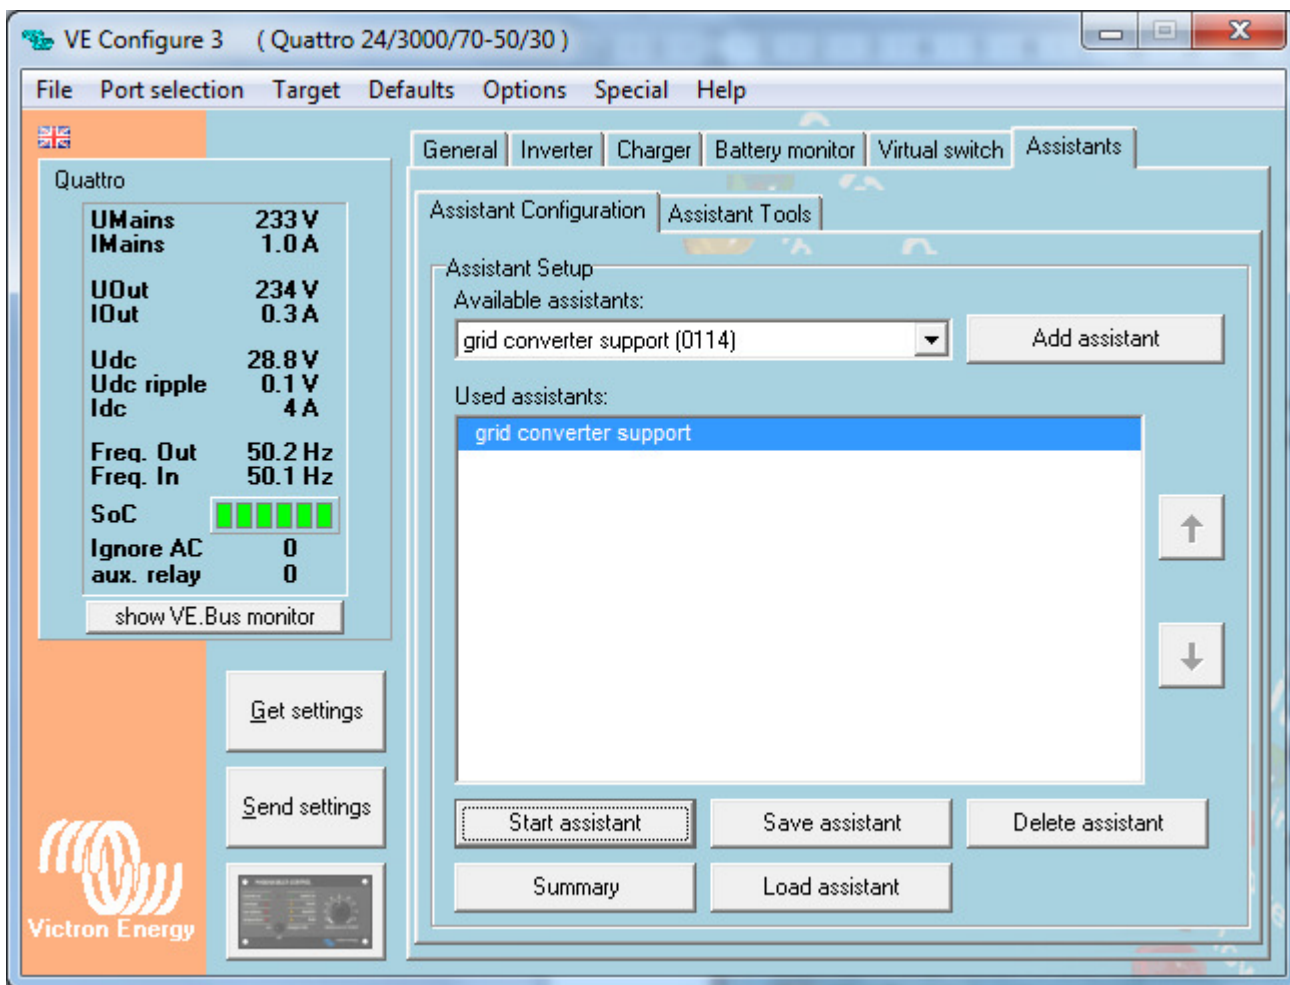 VE Configure 3 ( Quattro 24/3000/70-50/30 )
File Port selection Target Defaults Options Special Help
General Inverter Charger Battery monitor Virtual switch Assistants
Quattro
UMains 233 V
IMains 1.0 A
UOut 234 V
IOut 0.3 A
Udc 28.8 V
Udc ripple 0.1 V
Idc 4 A
Freq. Out 50.2 Hz
Freq. In 50.1 Hz
SoC
Ignore AC 0
aux. relay 0
show VE.Bus monitor
Get settings
Send settings
Victron Energy
Assistant Configuration Assistant Tools
Assistant Setup
Available assistants:
grid converter support (0114) Add assistant
Used assistants:
grid converter support
Start assistant Save assistant Delete assistant
Summary Load assistant